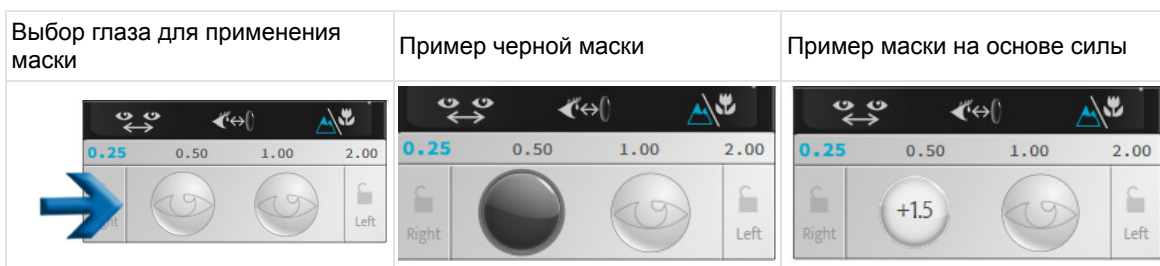 Выбор глаза для применения
маски
Пример черной маски
Пример маски на основе силы
0.25 0.50 1.00 2.00
Left
0.25 0.50 1.00 2.00
Right Left
0.25 0.50 1.00 2.00
+1.5
Right Left